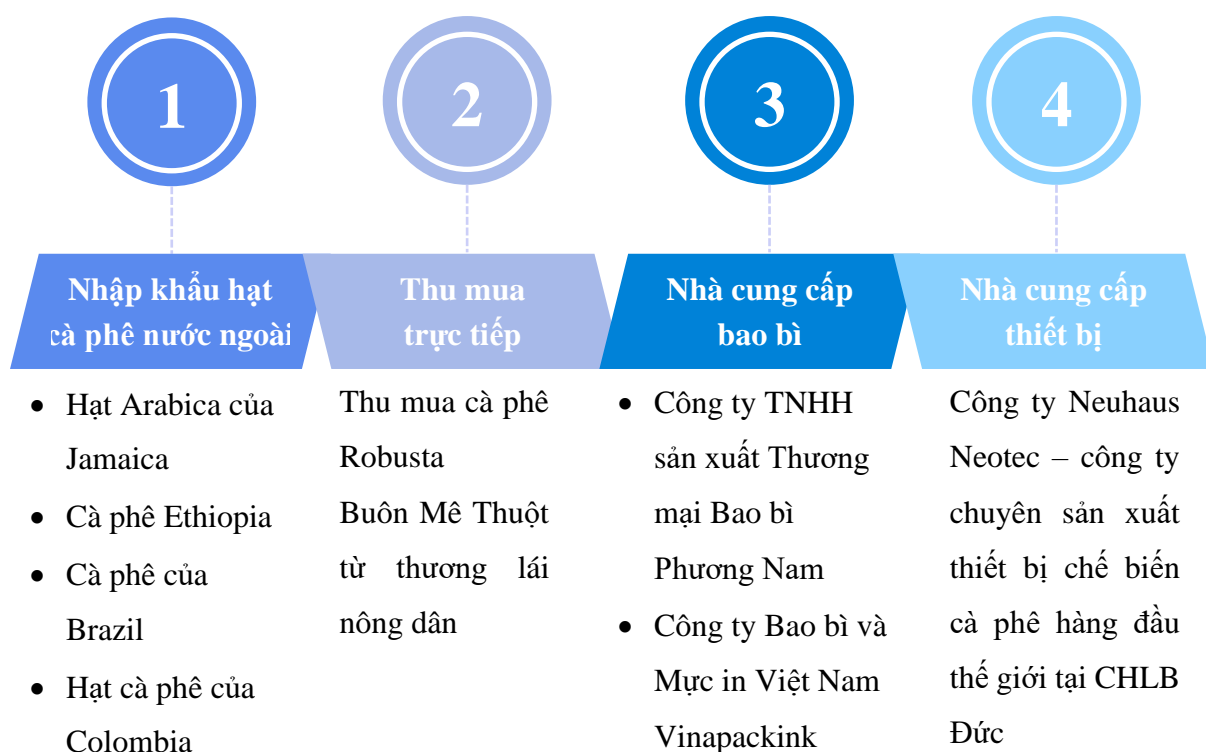 1
2
3
4
Nhập khẩu hạt
cà phê nước ngoài
Thu mua
trực tiếp
Nhà cung cấp
bao bì
Nhà cung cấp
thiết bị
• Hạt Arabica của
Jamaica
• Cà phê Ethiopia
• Cà phê của
Brazil
• Hạt cà phê của
Colombia
Thu mua cà phê
Robusta
Buôn Mê Thuột
từ thương lái
nông dân
• Công ty TNHH
sản xuất Thương
mại Bao bì
Phương Nam
• Công ty Bao bì và
Mực in Việt Nam
Vinapackink
Công ty Neuhaus
Neotec – công ty
chuyên sản xuất
thiết bị chế biến
cà phê hàng đầu
thế giới tại CHLB
Đức